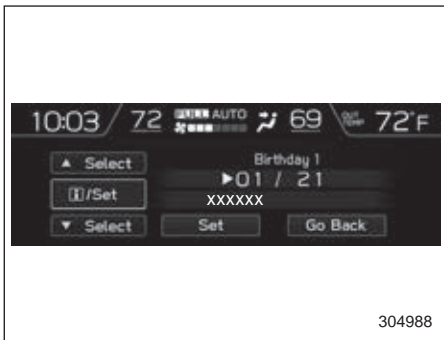 10:03 72 FULL AUTO 69 OUT TEMP 72°F
▲ Select Birthday 1
▶01 / 21
i/Set xxxxxx
▼ Select Set Go Back
304988